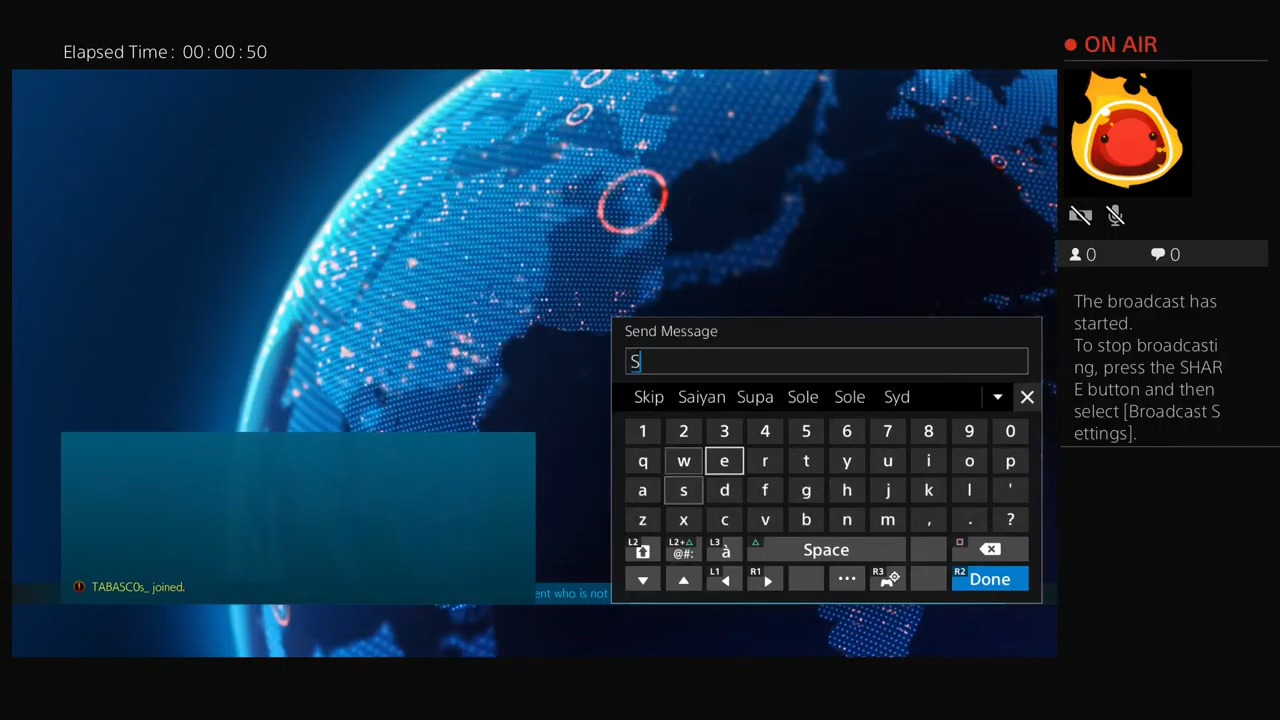 Elapsed Time: 00:00:50
ON AIR
0 0
The broadcast has
started.
To stop broadcasti
ng, press the SHAR
E button and then
select [Broadcast S
ettings].
Send Message
S
Skip Saiyan Supa Sole Sole Syd
1 2 3 4 5 6 7 8 9 0
q w e r t y u i o p
a s d f g h j k l '
z x c v b n m , . ?
L2 L2+△ @#: L3 à △ Space □
L1 R1 ... R3 R2 Done
TABASC0s_ joined.
ent who is not